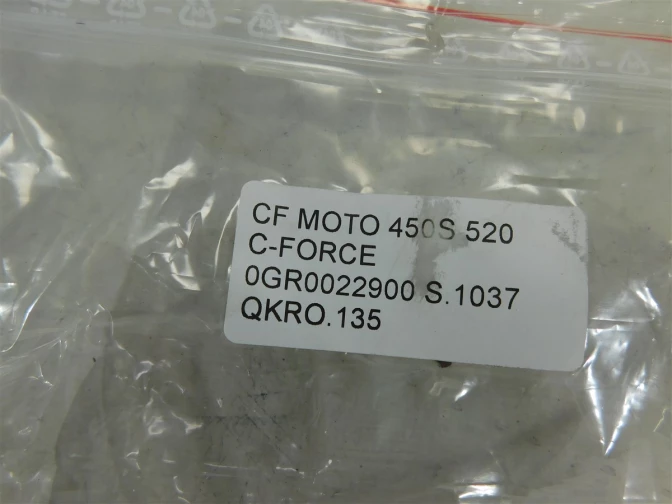 CF MOTO 450S 520
C-FORCE
0GR0022900 S.1037
QKRO.135